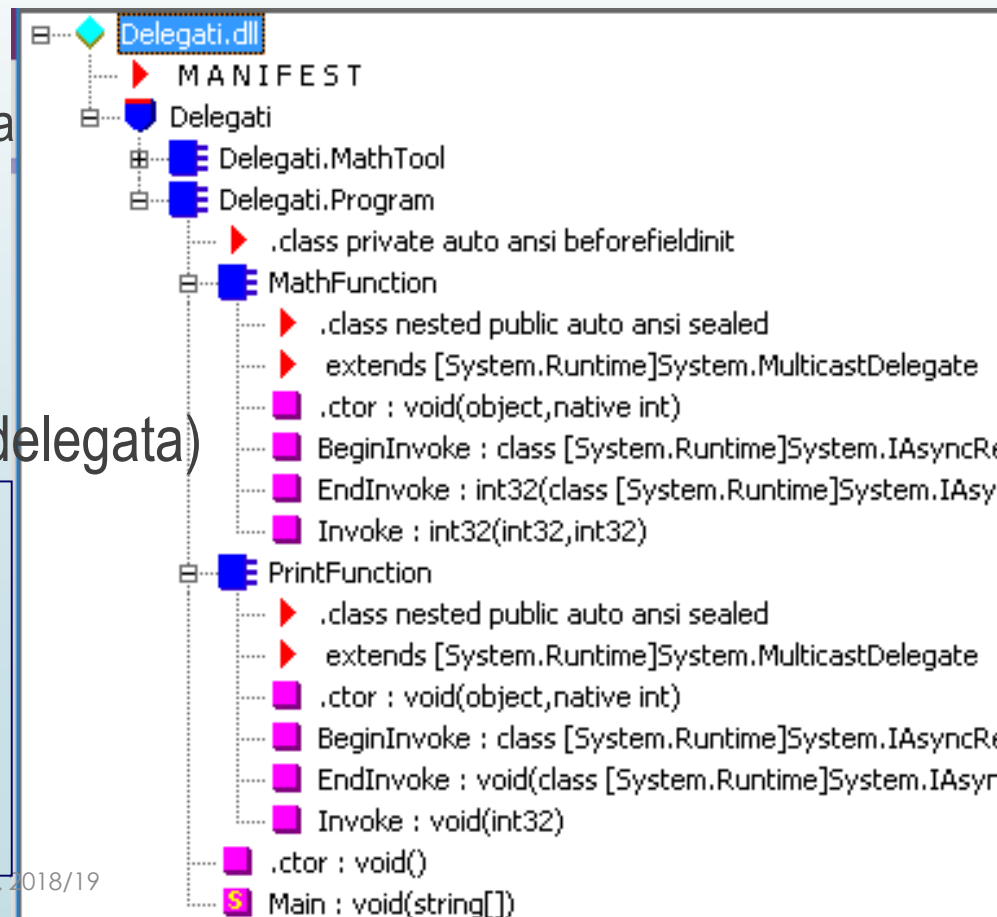 Delegati.dll
M A N I F E S T
a
Delegati
Delegati.MathTool
Delegati.Program
.class private auto ansi beforefieldinit
MathFunction
.class nested public auto ansi sealed
extends [System.Runtime]System.MulticastDelegate
.ctor : void(object,native int)
delegata)
BeginInvoke : class [System.Runtime]System.IAsyncRe
EndInvoke : int32(class [System.Runtime]System.IAsy
Invoke : int32(int32,int32)
PrintFunction
.class nested public auto ansi sealed
extends [System.Runtime]System.MulticastDelegate
.ctor : void(object,native int)
BeginInvoke : class [System.Runtime]System.IAsyncRe
EndInvoke : void(class [System.Runtime]System.IAsyn
Invoke : void(int32)
.ctor : void()
2018/19
S Main : void(string[])